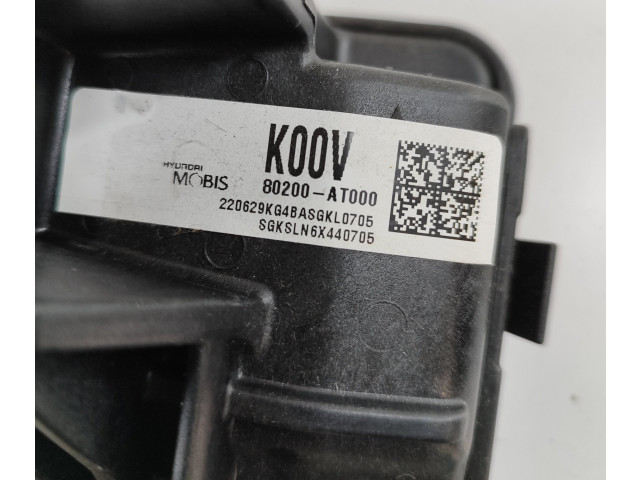 K00V
HYUNDAI
MOBIS
80200-AT000
220629KG4BASGKL0705
SGKSLN6X440705